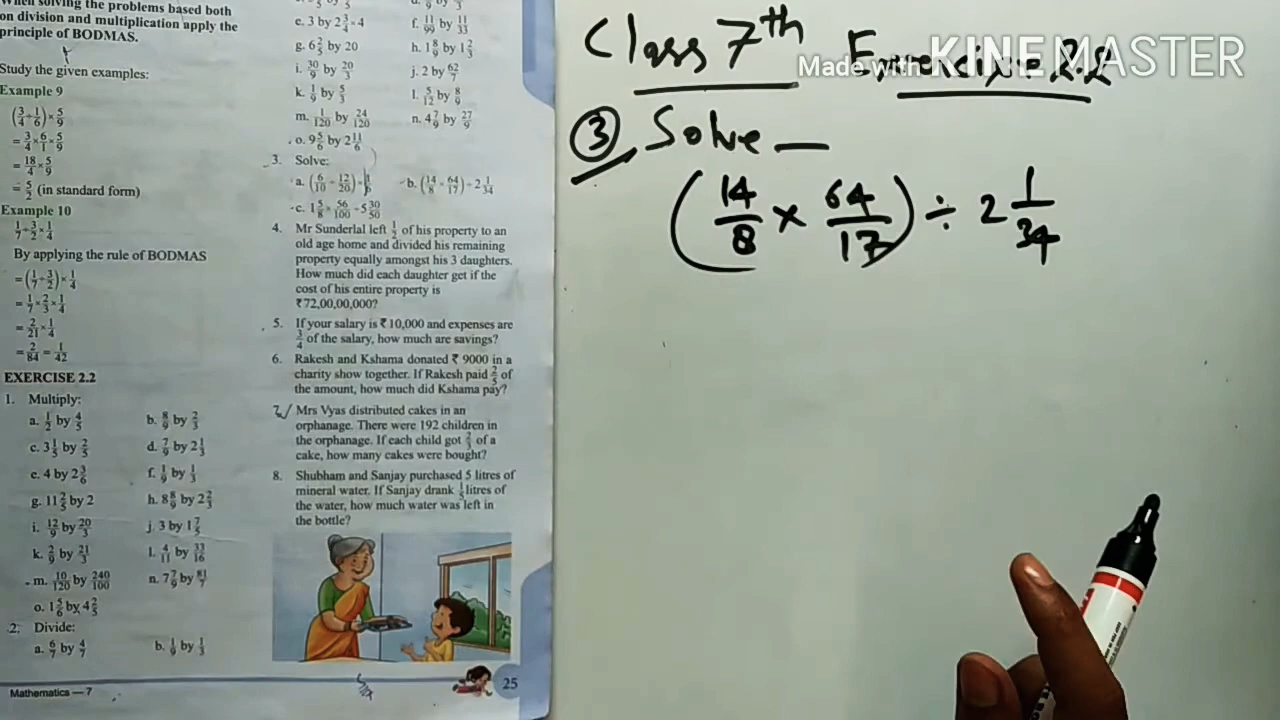 When solving the problems based both
on division and multiplication apply the
principle of BODMAS.
Study the given examples:
Example 9
(3/4 ÷ 1/6) × 5/9
= 3/4 × 6/1 × 5/9
= 18/4 × 5/9
= 5/2 (in standard form)
Example 10
1/7 ÷ 3/2 × 1/4
By applying the rule of BODMAS
= (1/7 ÷ 3/2) × 1/4
= 1/7 × 2/3 × 1/4
= 2/21 × 1/4
= 2/84 = 1/42
EXERCISE 2.2
1. Multiply:
a. 1/2 by 4/5 b. 8/9 by 2/3
c. 3 1/5 by 2/5 d. 7/9 by 2 1/3
e. 4 by 2 3/6 f. 1/9 by 1/3
g. 11 2/5 by 2 h. 8 8/9 by 2 2/3
i. 12/9 by 20/3 j. 3 by 1 7/5
k. 2/9 by 21/3 l. 4/11 by 33/16
m. 10/120 by 240/100 n. 7 7/9 by 81/7
o. 1 5/6 by 4 2/5
2. Divide:
a. 6/7 by 4/7 b. 1/9 by 1/3
Mathematics — 7
c. 3 by 2 3/4 × 4 f. 11/99 by 11/33
g. 6 2/5 by 20 h. 1 8/9 by 1 2/3
i. 30/9 by 20/3 j. 2 by 62/7
k. 1/9 by 5/3 l. 5/12 by 8/9
m. 1/120 by 24/120 n. 4 7/9 by 27/9
o. 9 5/6 by 2 11/6
3. Solve:
a. (6/10 ÷ 12/20) b. (14/8 × 64/17) ÷ 2 1/34
c. 1 5/8 × 56/100 ÷ 5 30/50
4. Mr Sunderlal left 1/2 of his property to an
old age home and divided his remaining
property equally amongst his 3 daughters.
How much did each daughter get if the
cost of his entire property is
₹72,00,00,000?
5. If your salary is ₹10,000 and expenses are
3/4 of the salary, how much are savings?
6. Rakesh and Kshama donated ₹ 9000 in a
charity show together. If Rakesh paid 2/5 of
the amount, how much did Kshama pay?
7. Mrs Vyas distributed cakes in an
orphanage. There were 192 children in
the orphanage. If each child got 2/3 of a
cake, how many cakes were bought?
8. Shubham and Sanjay purchased 5 litres of
mineral water. If Sanjay drank 1/5 litres of
the water, how much water was left in
the bottle?
25
Class 7th Exercise 2.2
Made with KINEMASTER
③ Solve —
(14/8 × 64/17) ÷ 2 1/34